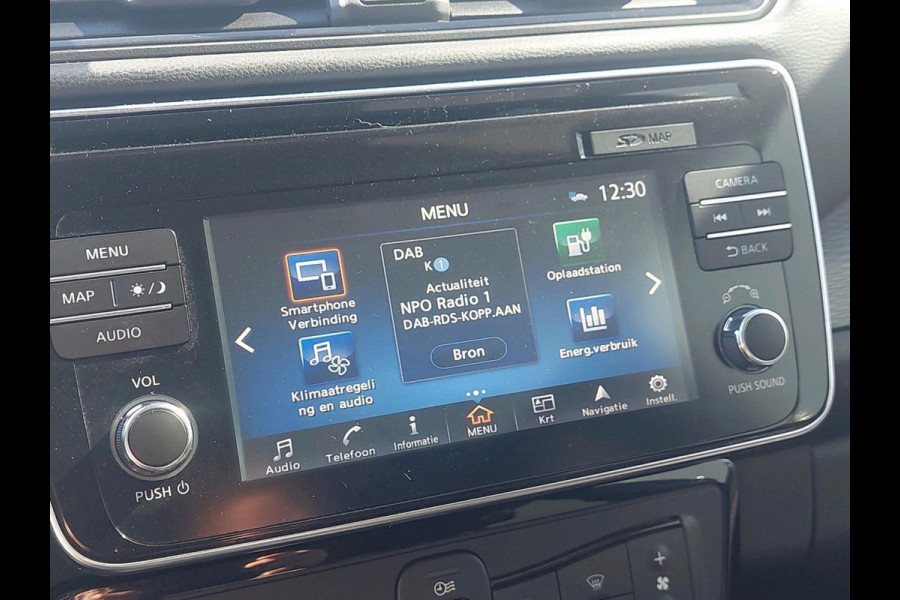 SD MAP
CAMERA
BACK
PUSH SOUND
MENU
MAP
AUDIO
VOL
PUSH
MENU
12:30
Smartphone
Verbinding
Klimaatregeli
ng en audio
DAB
K 1
Actualiteit
NPO Radio 1
DAB-RDS-KOPP.AAN
Bron
Oplaadstation
Energ.verbruik
Audio
Telefoon
Informatie
MENU
Krt
Navigatie
Instell.